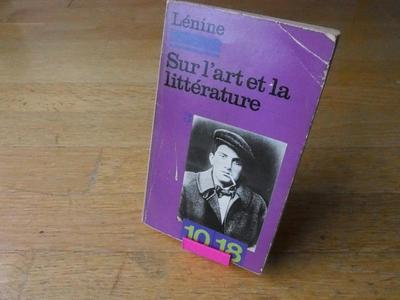 Lénine
Sur l'art et la
littérature
10 18